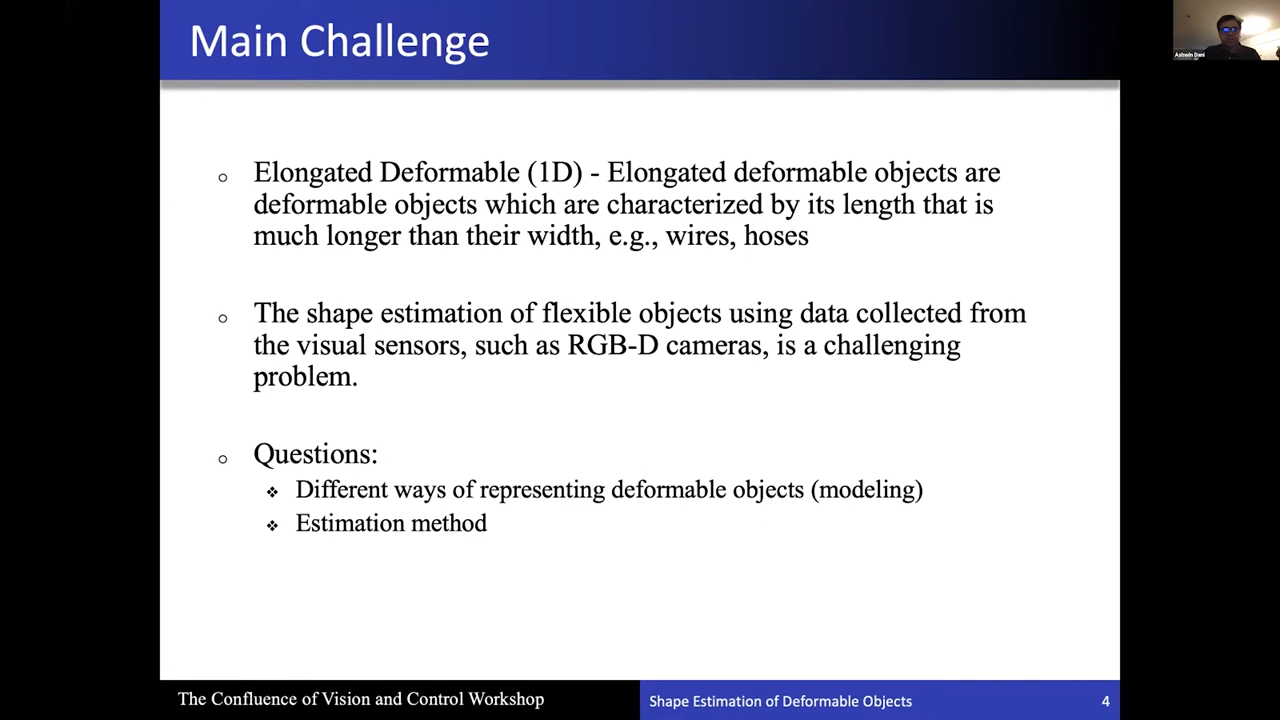 Main Challenge
Ashwin Dani
Elongated Deformable (1D) - Elongated deformable objects are
deformable objects which are characterized by its length that is
much longer than their width, e.g., wires, hoses
The shape estimation of flexible objects using data collected from
the visual sensors, such as RGB-D cameras, is a challenging
problem.
Questions:
Different ways of representing deformable objects (modeling)
Estimation method
The Confluence of Vision and Control Workshop
Shape Estimation of Deformable Objects
4